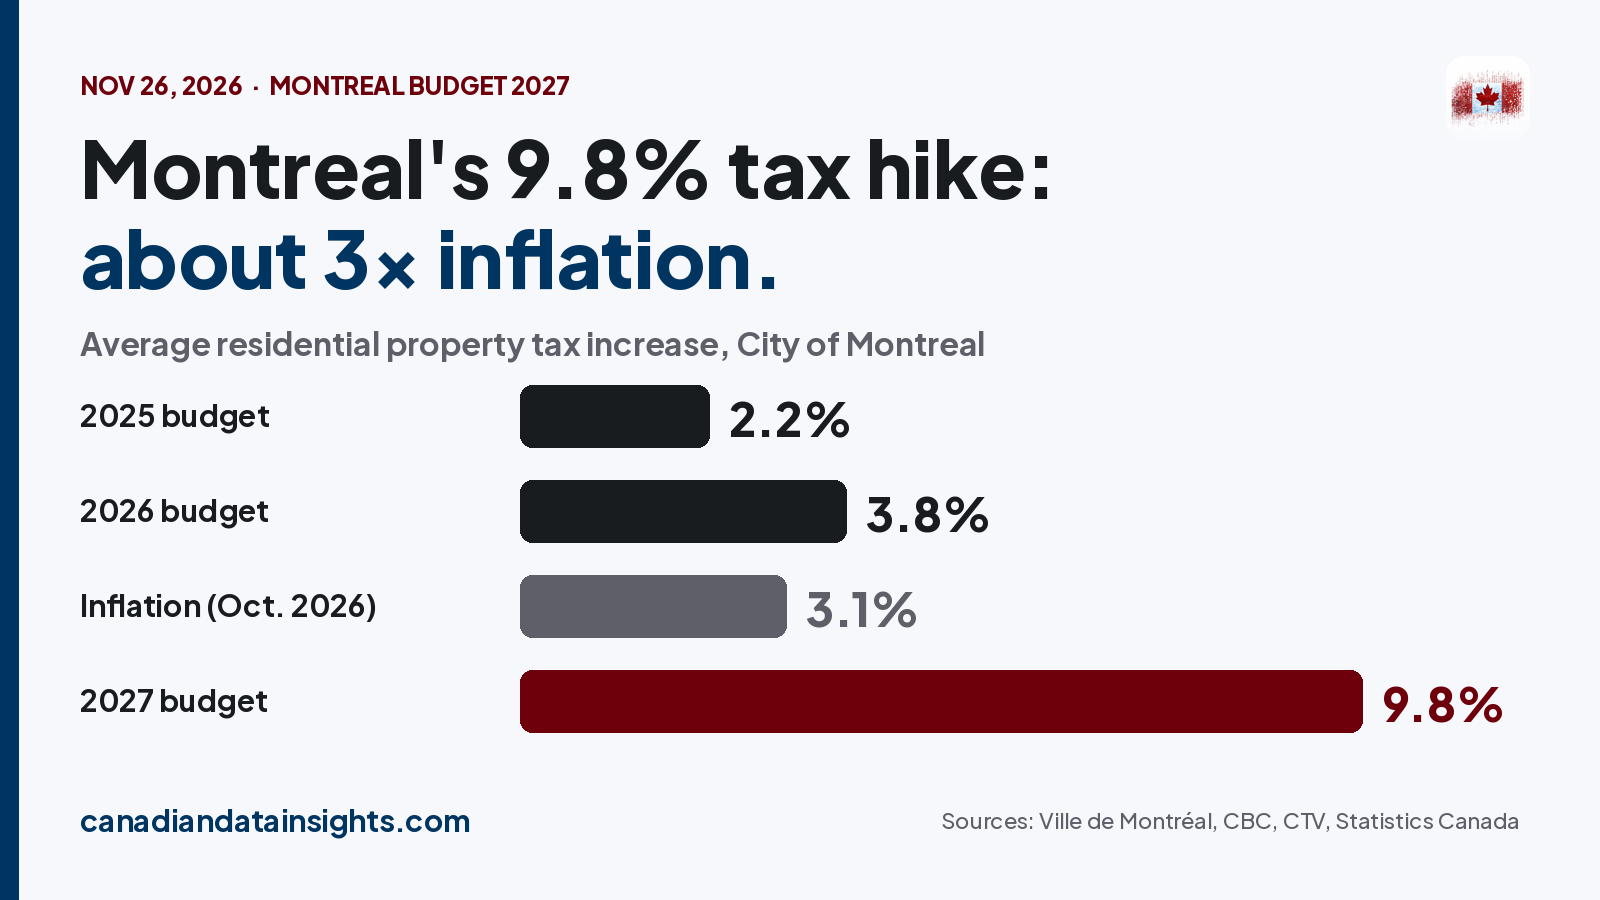 NOV 26, 2026 · MONTREAL BUDGET 2027
Montreal's 9.8% tax hike:
about 3× inflation.
Average residential property tax increase, City of Montreal
2025 budget 2.2%
2026 budget 3.8%
Inflation (Oct. 2026) 3.1%
2027 budget 9.8%
canadiandatainsights.com
Sources: Ville de Montréal, CBC, CTV, Statistics Canada